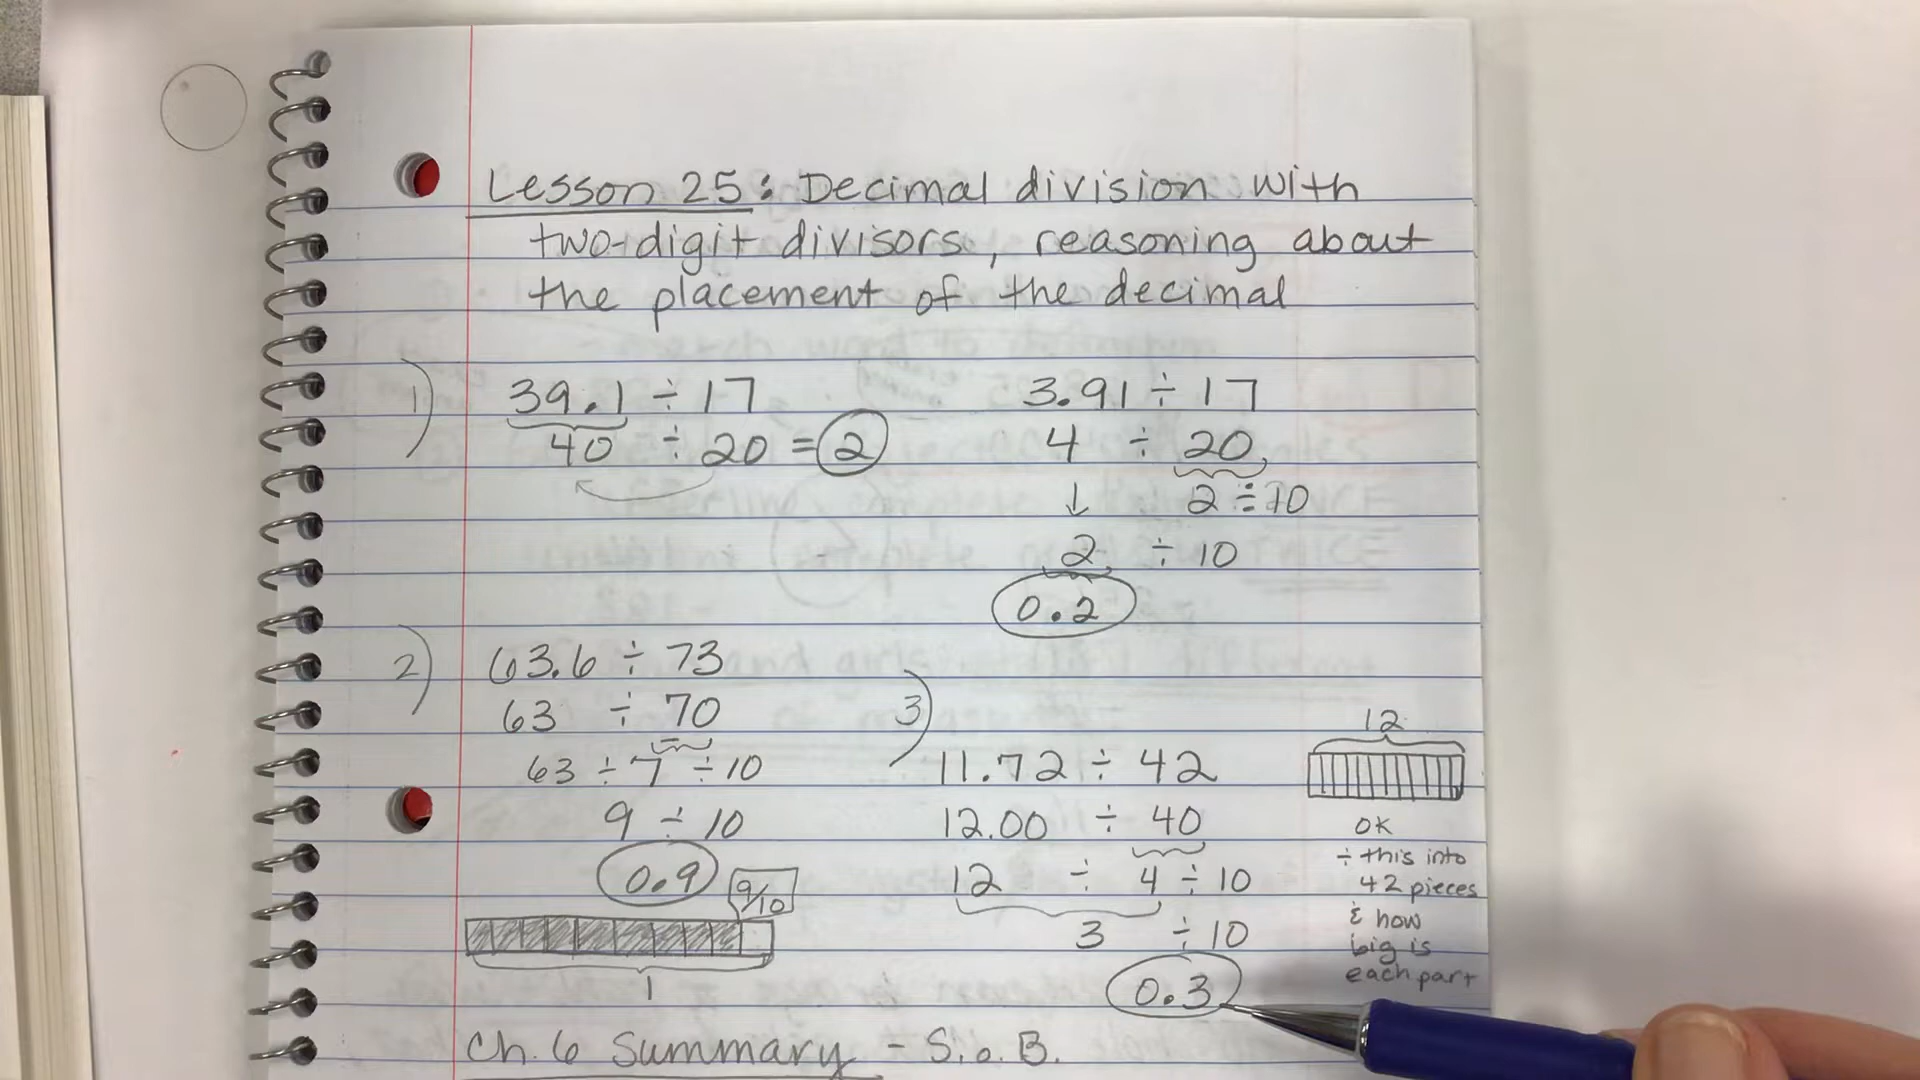 Lesson 25: Decimal division with
two-digit divisors, reasoning about
the placement of the decimal
1) 39.1 ÷ 17
40 ÷ 20 = 2
3.91 ÷ 17
4 ÷ 20
2 ÷ 10
2 ÷ 10
0.2
2) 63.6 ÷ 73
63 ÷ 70
63 ÷ 7 ÷ 10
9 ÷ 10
0.9
9/10
1
3)
11.72 ÷ 42
12.00 ÷ 40
12 ÷ 4 ÷ 10
3 ÷ 10
0.3
12
OK
÷ this into
42 pieces
& how
big is
each part
Ch. 6 Summary - S.o.B.